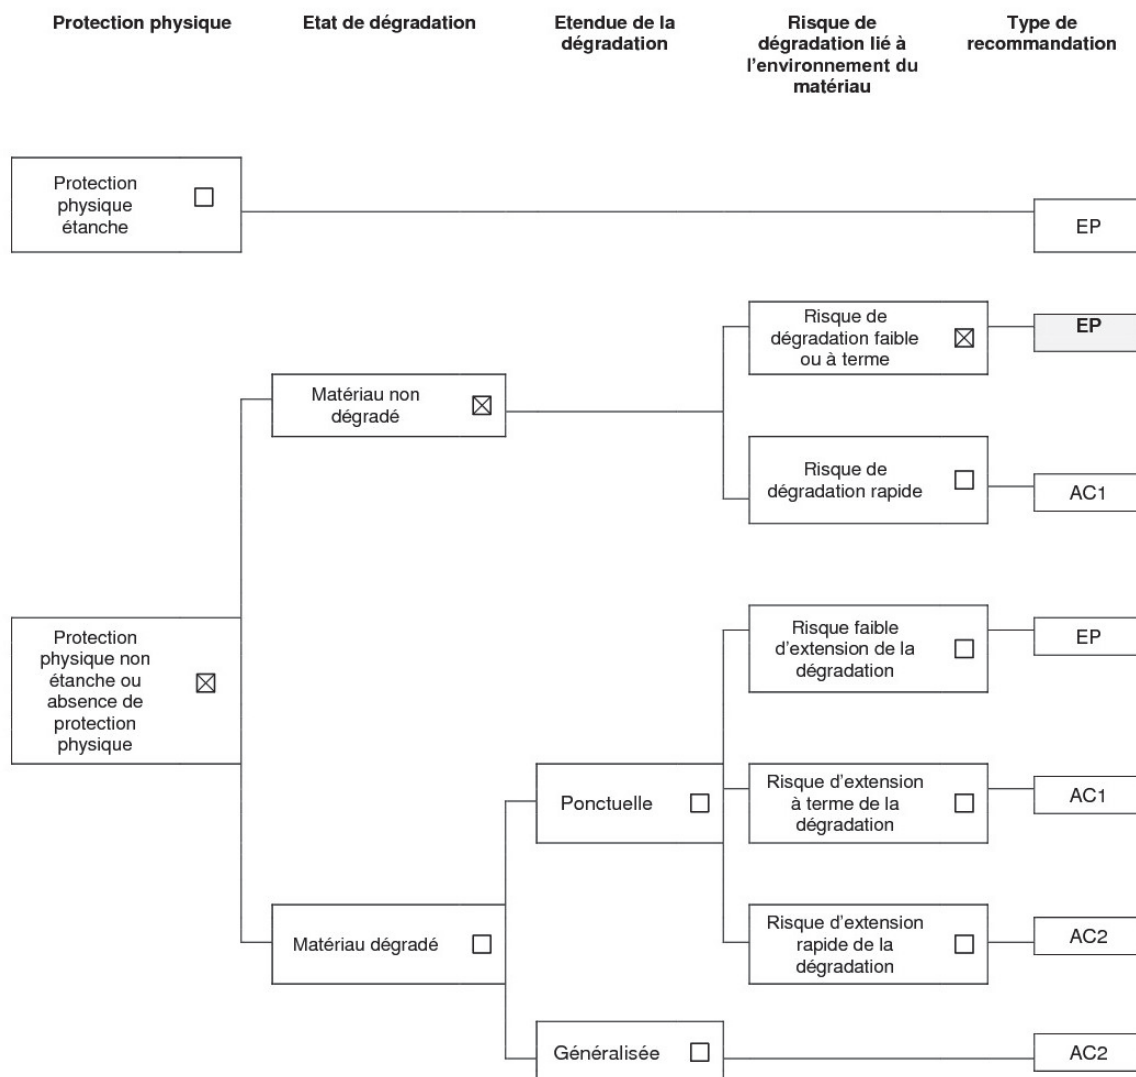 Protection physique
Etat de dégradation
Etendue de la
dégradation
Risque de
dégradation lié à
l'environnement du
matériau
Type de
recommandation
Protection
physique
étanche
EP
Risque de
dégradation faible
ou à terme
EP
Matériau non
dégradé
Risque de
dégradation rapide
AC1
Protection
physique non
étanche ou
absence de
protection
physique
Risque faible
d'extension de la
dégradation
EP
Ponctuelle
Risque d'extension
à terme de la
dégradation
AC1
Matériau dégradé
Risque d'extension
rapide de la
dégradation
AC2
Généralisée
AC2